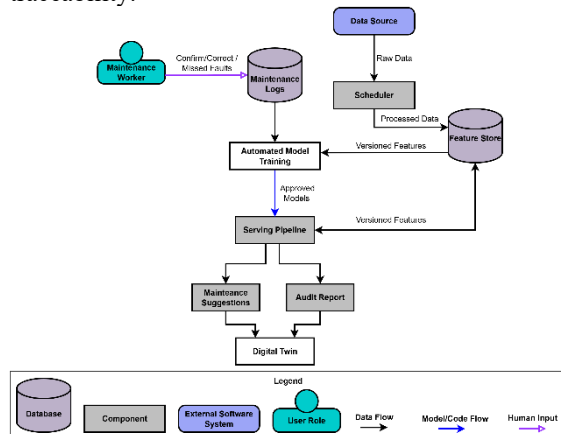 traceability.
Data Source
Raw Data
Confirm/Correct /
Missed Faults
Maintenance
Worker
Maintenance
Logs
Scheduler
Processed Data
Feature Store
Automated Model
Training
Versioned Features
Approved
Models
Versioned Features
Serving Pipeline
Mainteance
Suggestions
Audit Report
Digital Twin
Legend
Database
Component
External Software
System
User Role
Data Flow
Model/Code Flow
Human Input